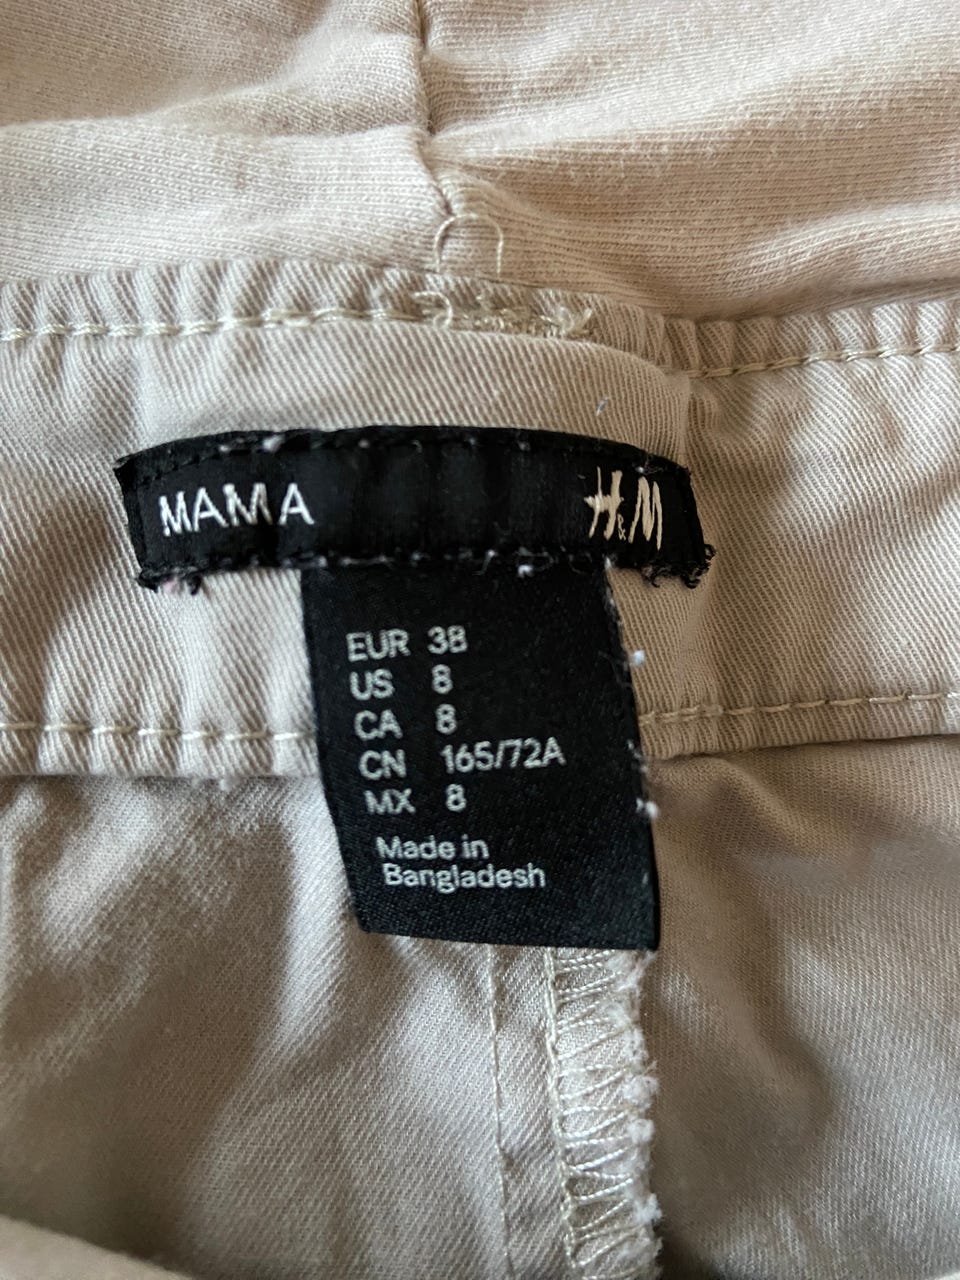 MAMA H&M
EUR 38
US 8
CA 8
CN 165/72A
MX 8
Made in
Bangladesh